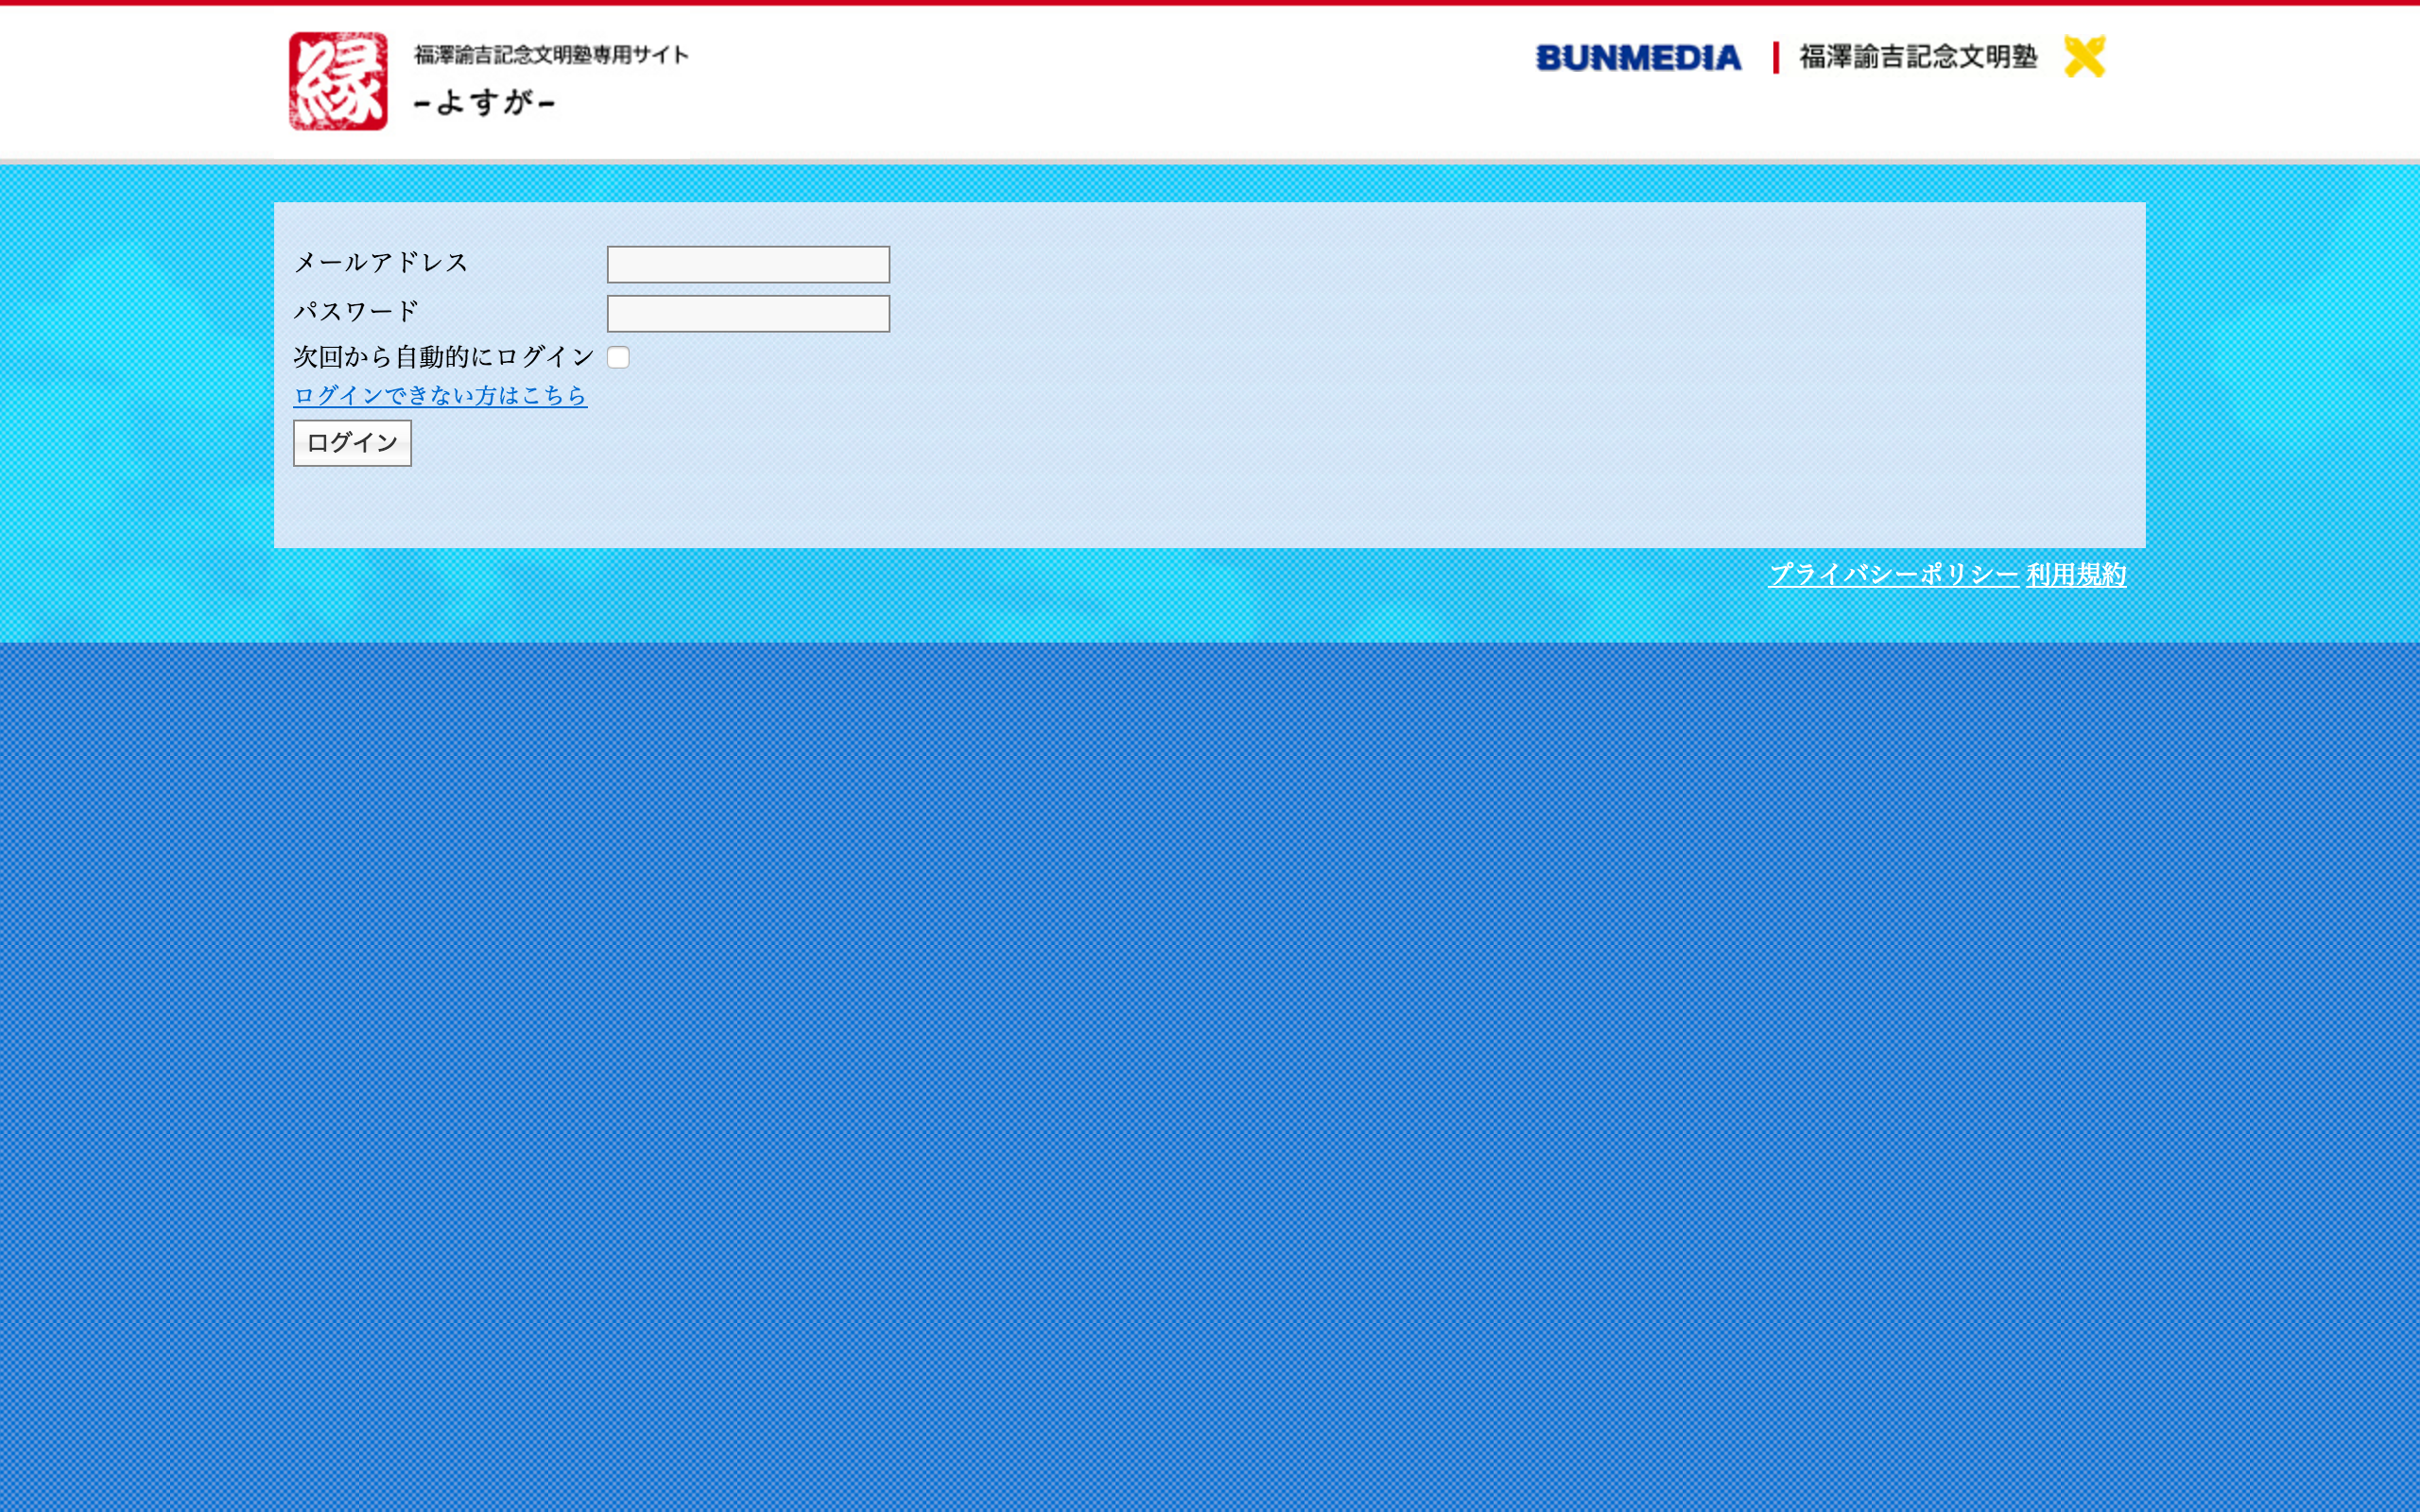 縁
福澤諭吉記念文明塾専用サイト
-よすが-
BUNMEDIA | 福澤諭吉記念文明塾
メールアドレス
パスワード
次回から自動的にログイン
ログインできない方はこちら
ログイン
プライバシーポリシー 利用規約